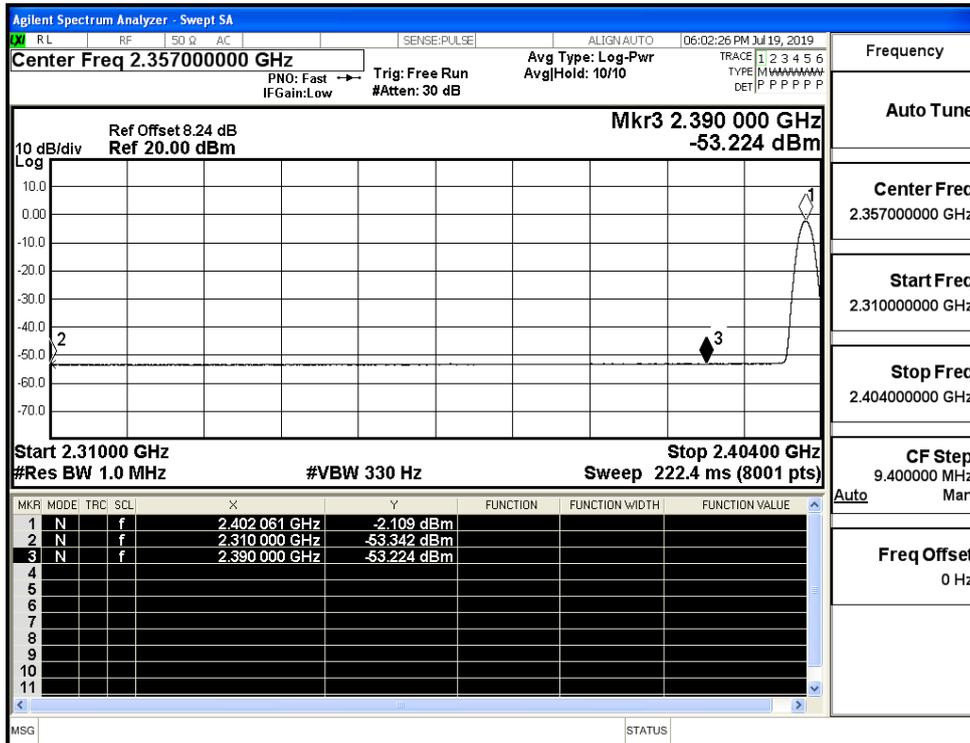 Agilent Spectrum Analyzer - Swept SA
LXI RL RF 50 Ω AC SENSE:PULSE ALIGN AUTO 06:02:26 PM Jul 19, 2019
Center Freq 2.357000000 GHz
PNO: Fast
IFGain:Low
Trig: Free Run
#Atten: 30 dB
Avg Type: Log-Pwr
Avg|Hold: 10/10
TRACE 1 2 3 4 5 6
TYPE M WWWWW
DET P P P P P P
Mkr3 2.390 000 GHz
-53.224 dBm
Ref Offset 8.24 dB
10 dB/div Ref 20.00 dBm
Log
10.0
0.00
-10.0
-20.0
-30.0
-40.0
-50.0
-60.0
-70.0
1
2
3
Start 2.31000 GHz Stop 2.40400 GHz
#Res BW 1.0 MHz #VBW 330 Hz Sweep 222.4 ms (8001 pts)
MKR MODE TRC SCL X Y FUNCTION FUNCTION WIDTH FUNCTION VALUE
1 N f 2.402 061 GHz -2.109 dBm
2 N f 2.310 000 GHz -53.342 dBm
3 N f 2.390 000 GHz -53.224 dBm
4
5
6
7
8
9
10
11
MSG STATUS
Frequency
Auto Tune
Center Freq
2.357000000 GHz
Start Freq
2.310000000 GHz
Stop Freq
2.404000000 GHz
CF Step
9.400000 MHz
Auto Man
Freq Offset
0 Hz